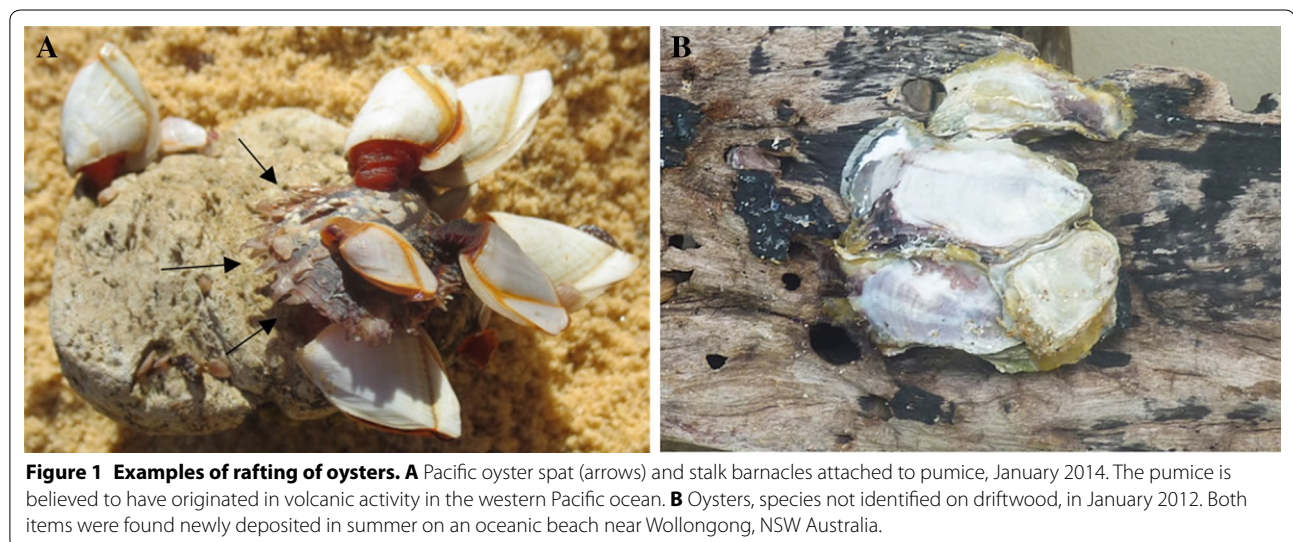 A
B
Figure 1 Examples of rafting of oysters. A Pacific oyster spat (arrows) and stalk barnacles attached to pumice, January 2014. The pumice is
believed to have originated in volcanic activity in the western Pacific ocean. B Oysters, species not identified on driftwood, in January 2012. Both
items were found newly deposited in summer on an oceanic beach near Wollongong, NSW Australia.